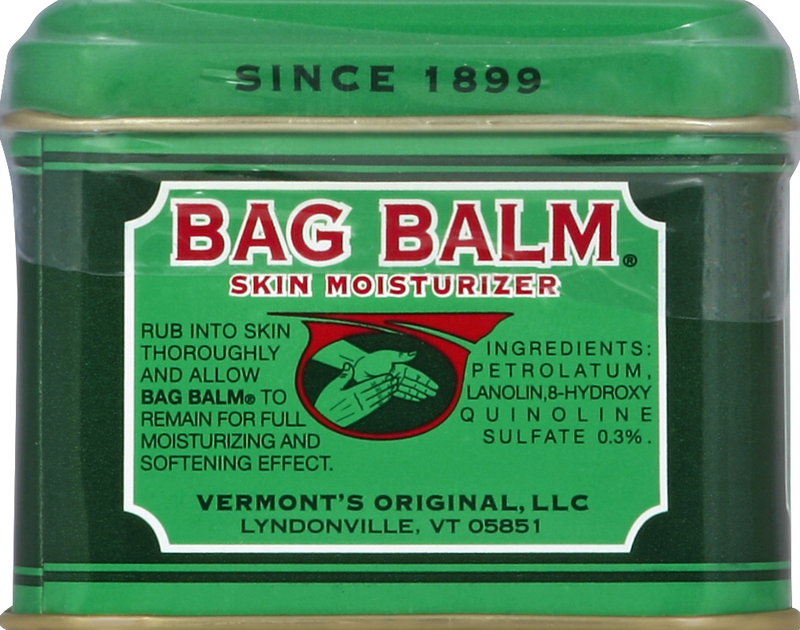 SINCE 1899
BAG BALM®
SKIN MOISTURIZER
RUB INTO SKIN
THOROUGHLY
AND ALLOW
BAG BALM® TO
REMAIN FOR FULL
MOISTURIZING AND
SOFTENING EFFECT.
INGREDIENTS:
PETROLATUM,
LANOLIN,8-HYDROXY
QUINOLINE
SULFATE 0.3%.
VERMONT'S ORIGINAL, LLC
LYNDONVILLE, VT 05851